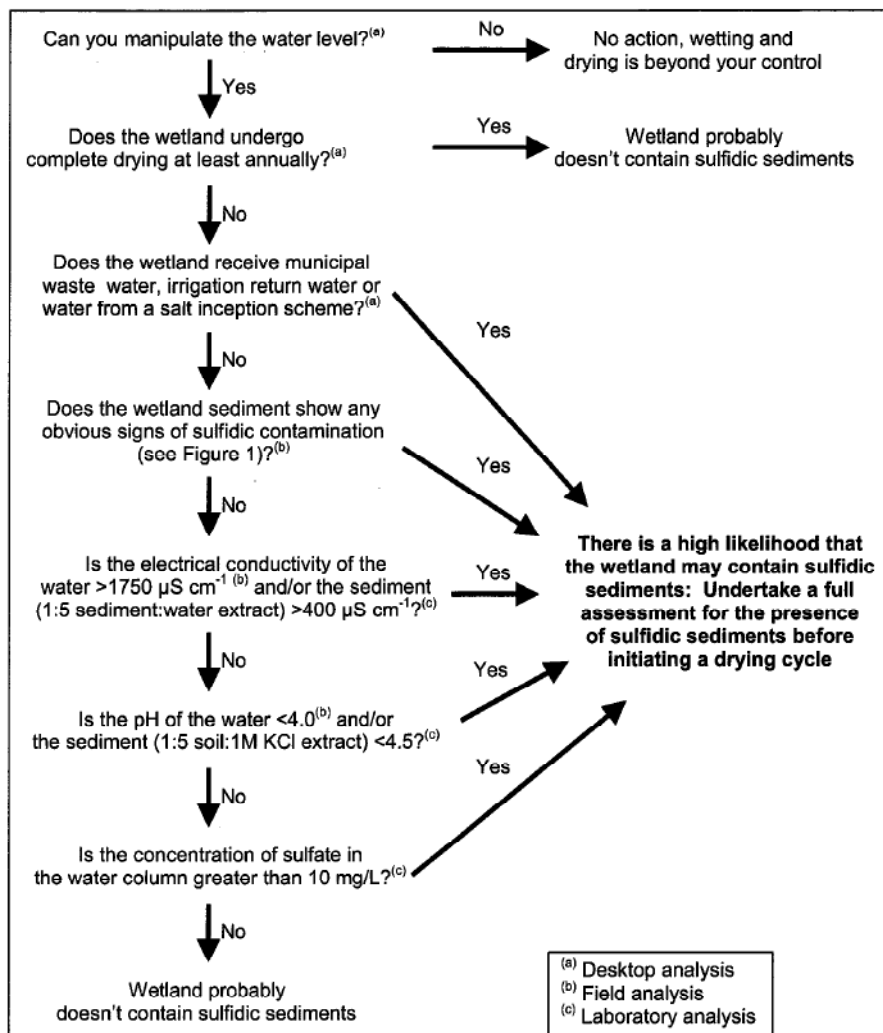 Can you manipulate the water level?(a)
No
No action, wetting and
drying is beyond your control
Yes
Does the wetland undergo
complete drying at least annually?(a)
Yes
Wetland probably
doesn't contain sulfidic sediments
No
Does the wetland receive municipal
waste water, irrigation return water or
water from a salt inception scheme?(a)
Yes
No
Does the wetland sediment show any
obvious signs of sulfidic contamination
(see Figure 1)?(b)
Yes
No
Is the electrical conductivity of the
water >1750 µS cm⁻¹ (b) and/or the sediment
(1:5 sediment:water extract) >400 µS cm⁻¹?(c)
Yes
There is a high likelihood that
the wetland may contain sulfidic
sediments: Undertake a full
assessment for the presence
of sulfidic sediments before
initiating a drying cycle
No
Is the pH of the water <4.0(b) and/or
the sediment (1:5 soil:1M KCl extract) <4.5?(c)
Yes
No
Is the concentration of sulfate in
the water column greater than 10 mg/L?(c)
Yes
No
Wetland probably
doesn't contain sulfidic sediments
(a) Desktop analysis
(b) Field analysis
(c) Laboratory analysis